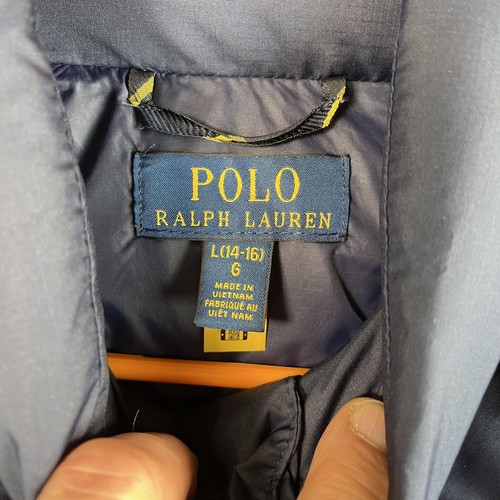 POLO
RALPH LAUREN
L(14-16)
G
MADE IN
VIETNAM
FABRIQUÉ AU
VIÊT NAM